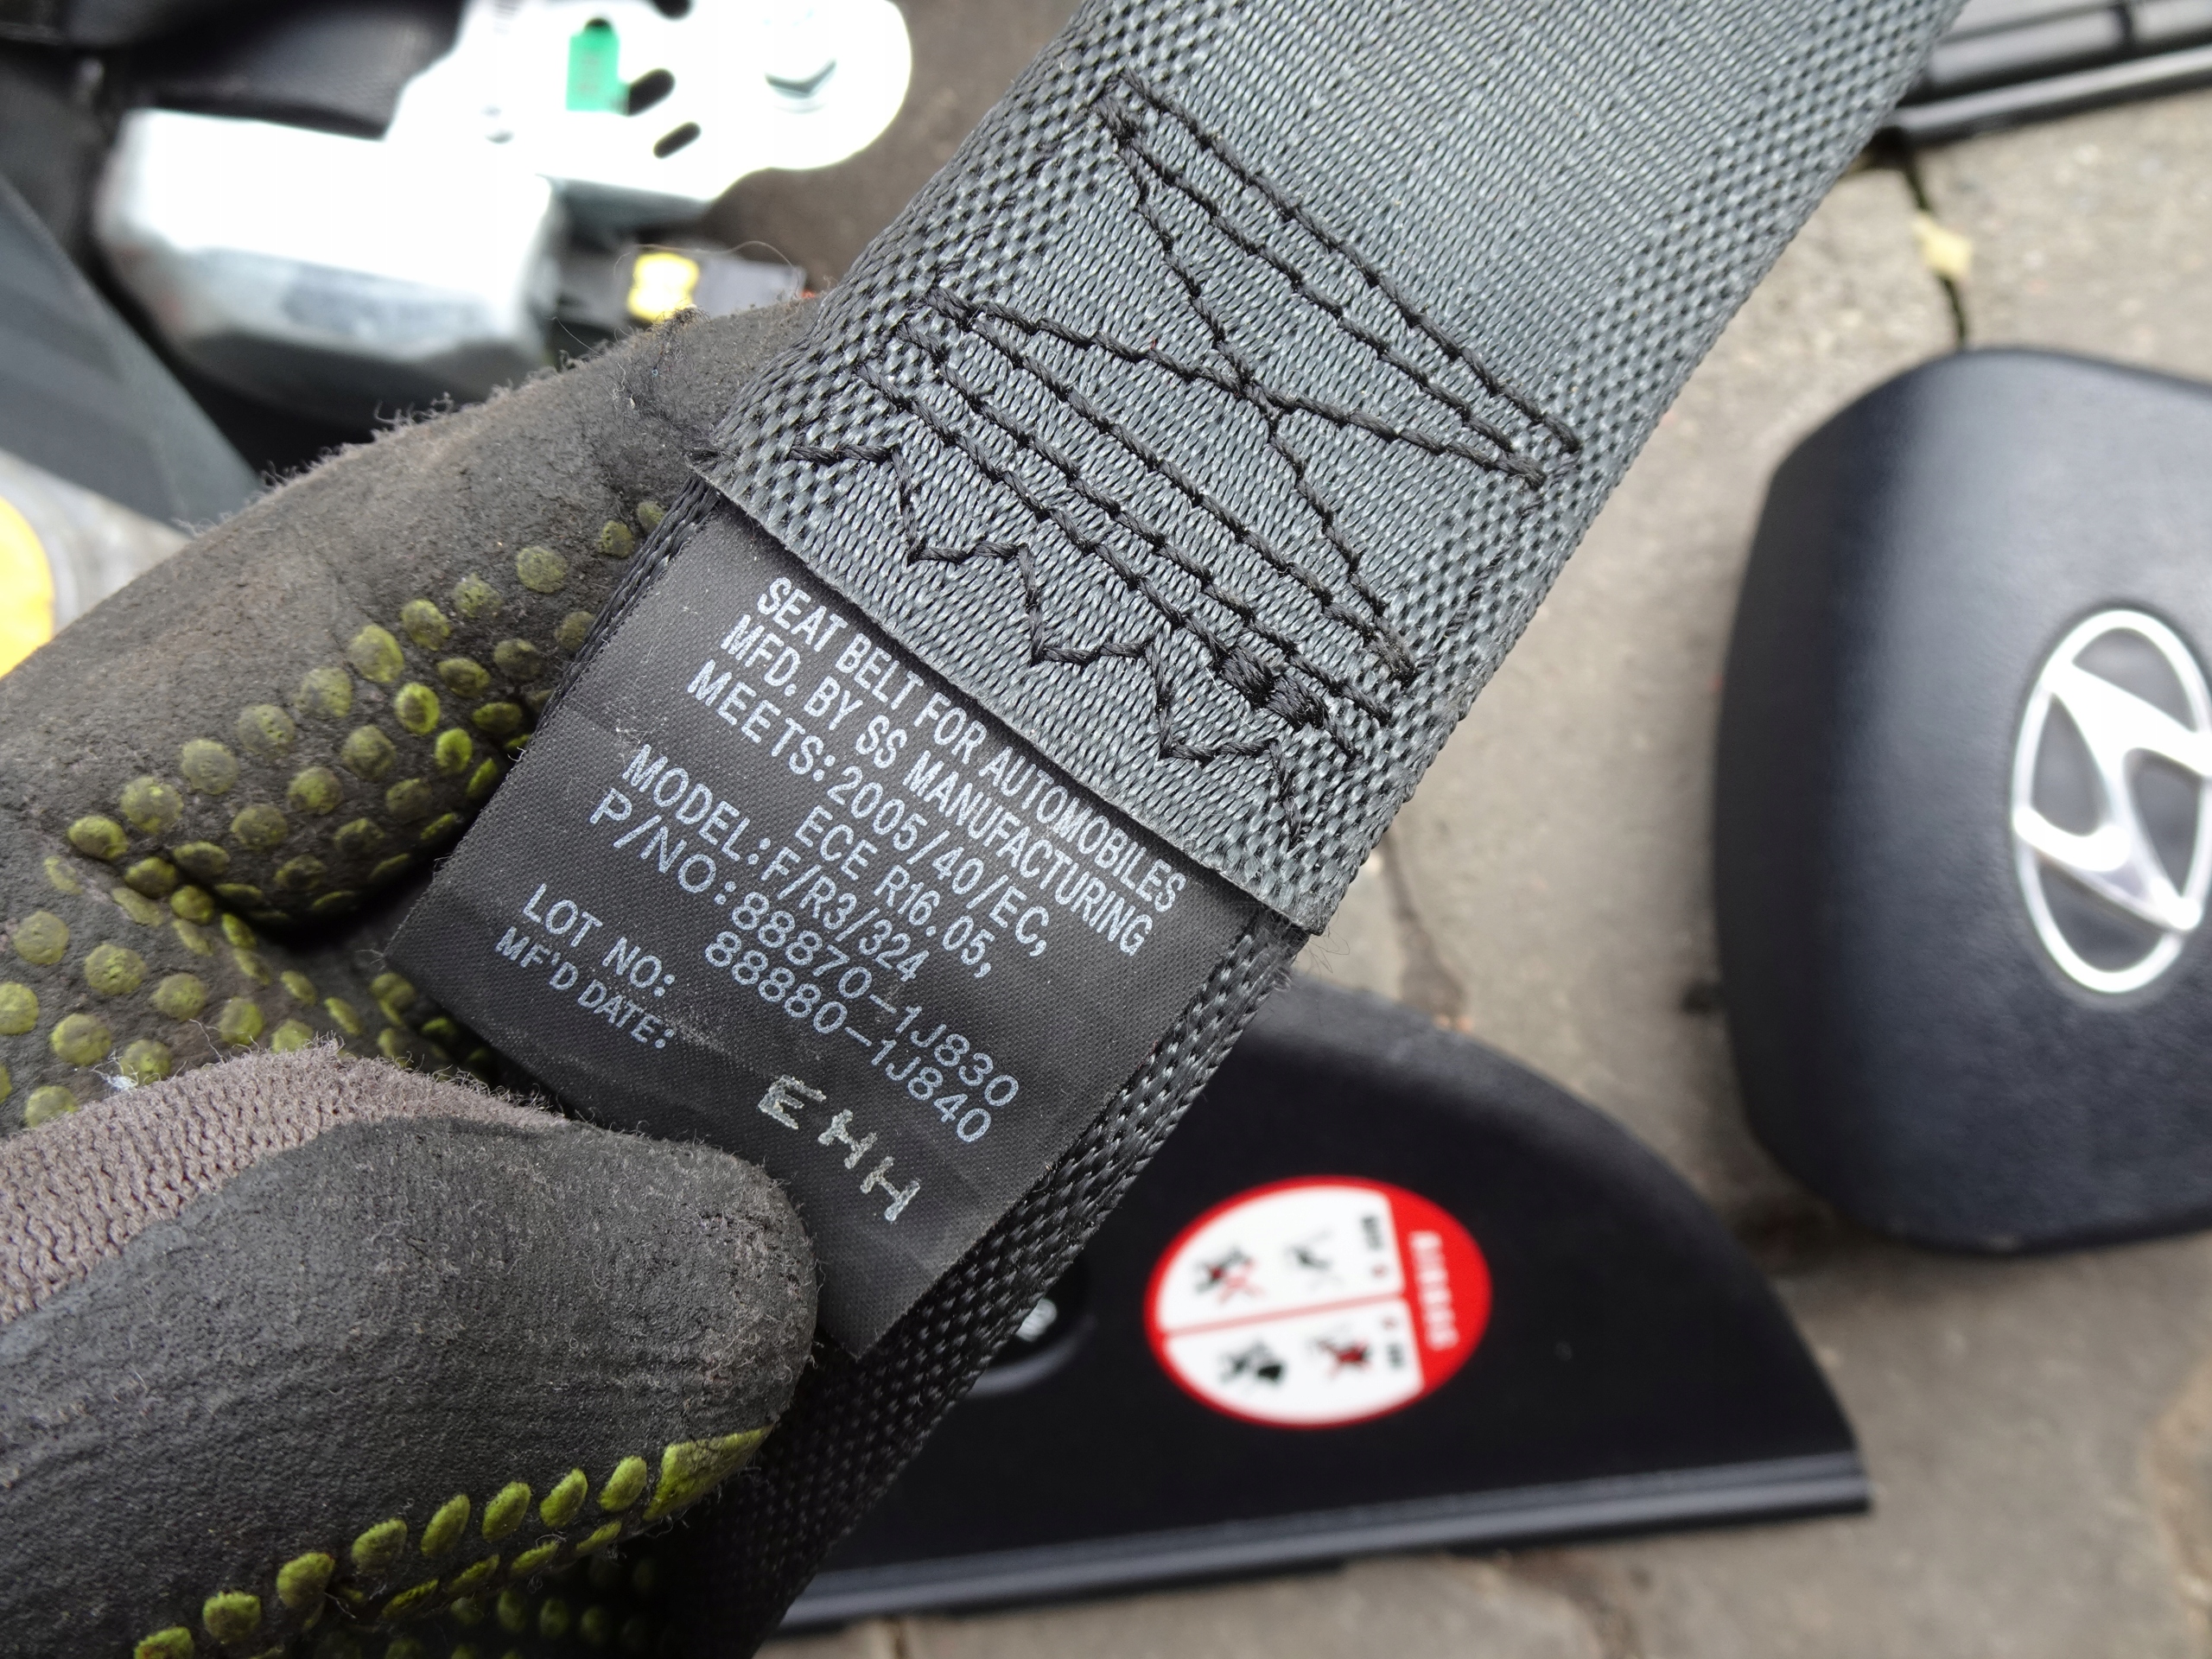 SEAT BELT FOR AUTOMOBILES
MFD. BY SS MANUFACTURING
MEETS:2005/40/EC,
ECE R16.05,
MODEL:F/R3/324
P/NO:88870-1J830
88880-1J840
LOT NO:
MF'D DATE:
EHH